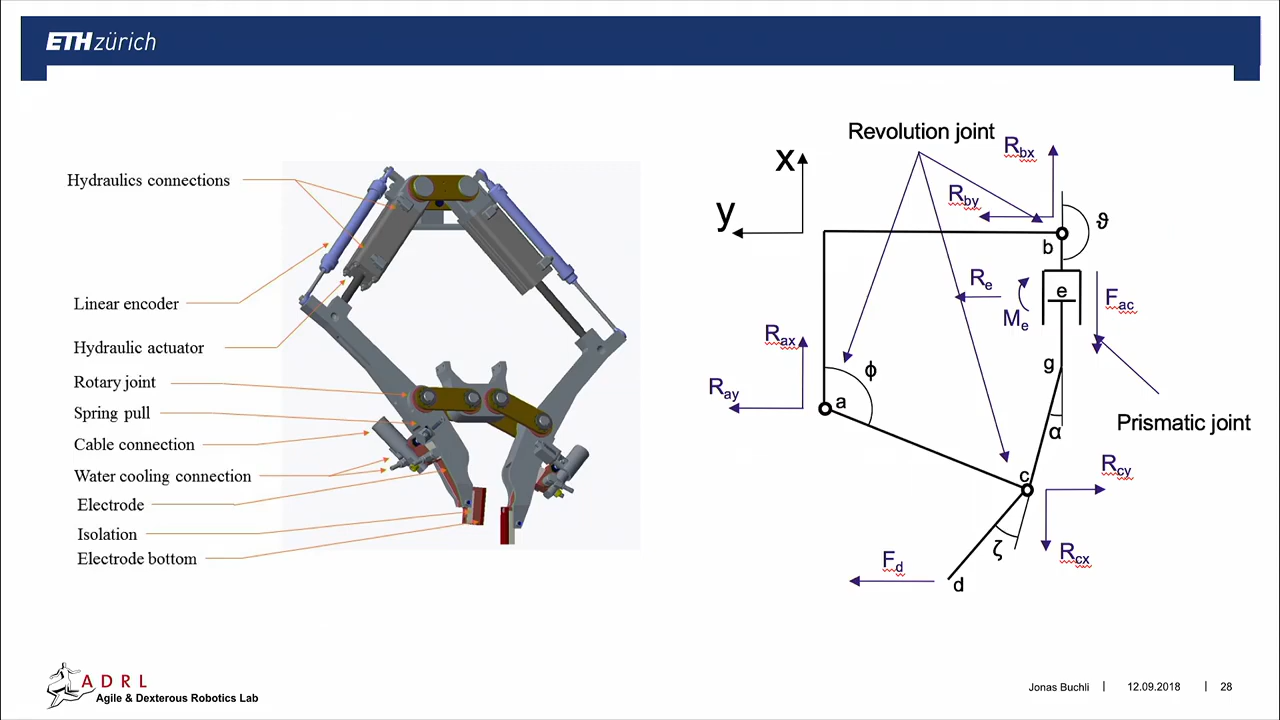 ETHzürich
Hydraulics connections
Linear encoder
Hydraulic actuator
Rotary joint
Spring pull
Cable connection
Water cooling connection
Electrode
Isolation
Electrode bottom
Revolution joint
x
y
Rbx
Rby
ϑ
b
Re
Me
e
Fac
Rax
Ray
ϕ
a
g
α
Prismatic joint
c
Rcy
Rcx
ζ
Fd
d
ADRL
Agile & Dexterous Robotics Lab
Jonas Buchli | 12.09.2018 | 28